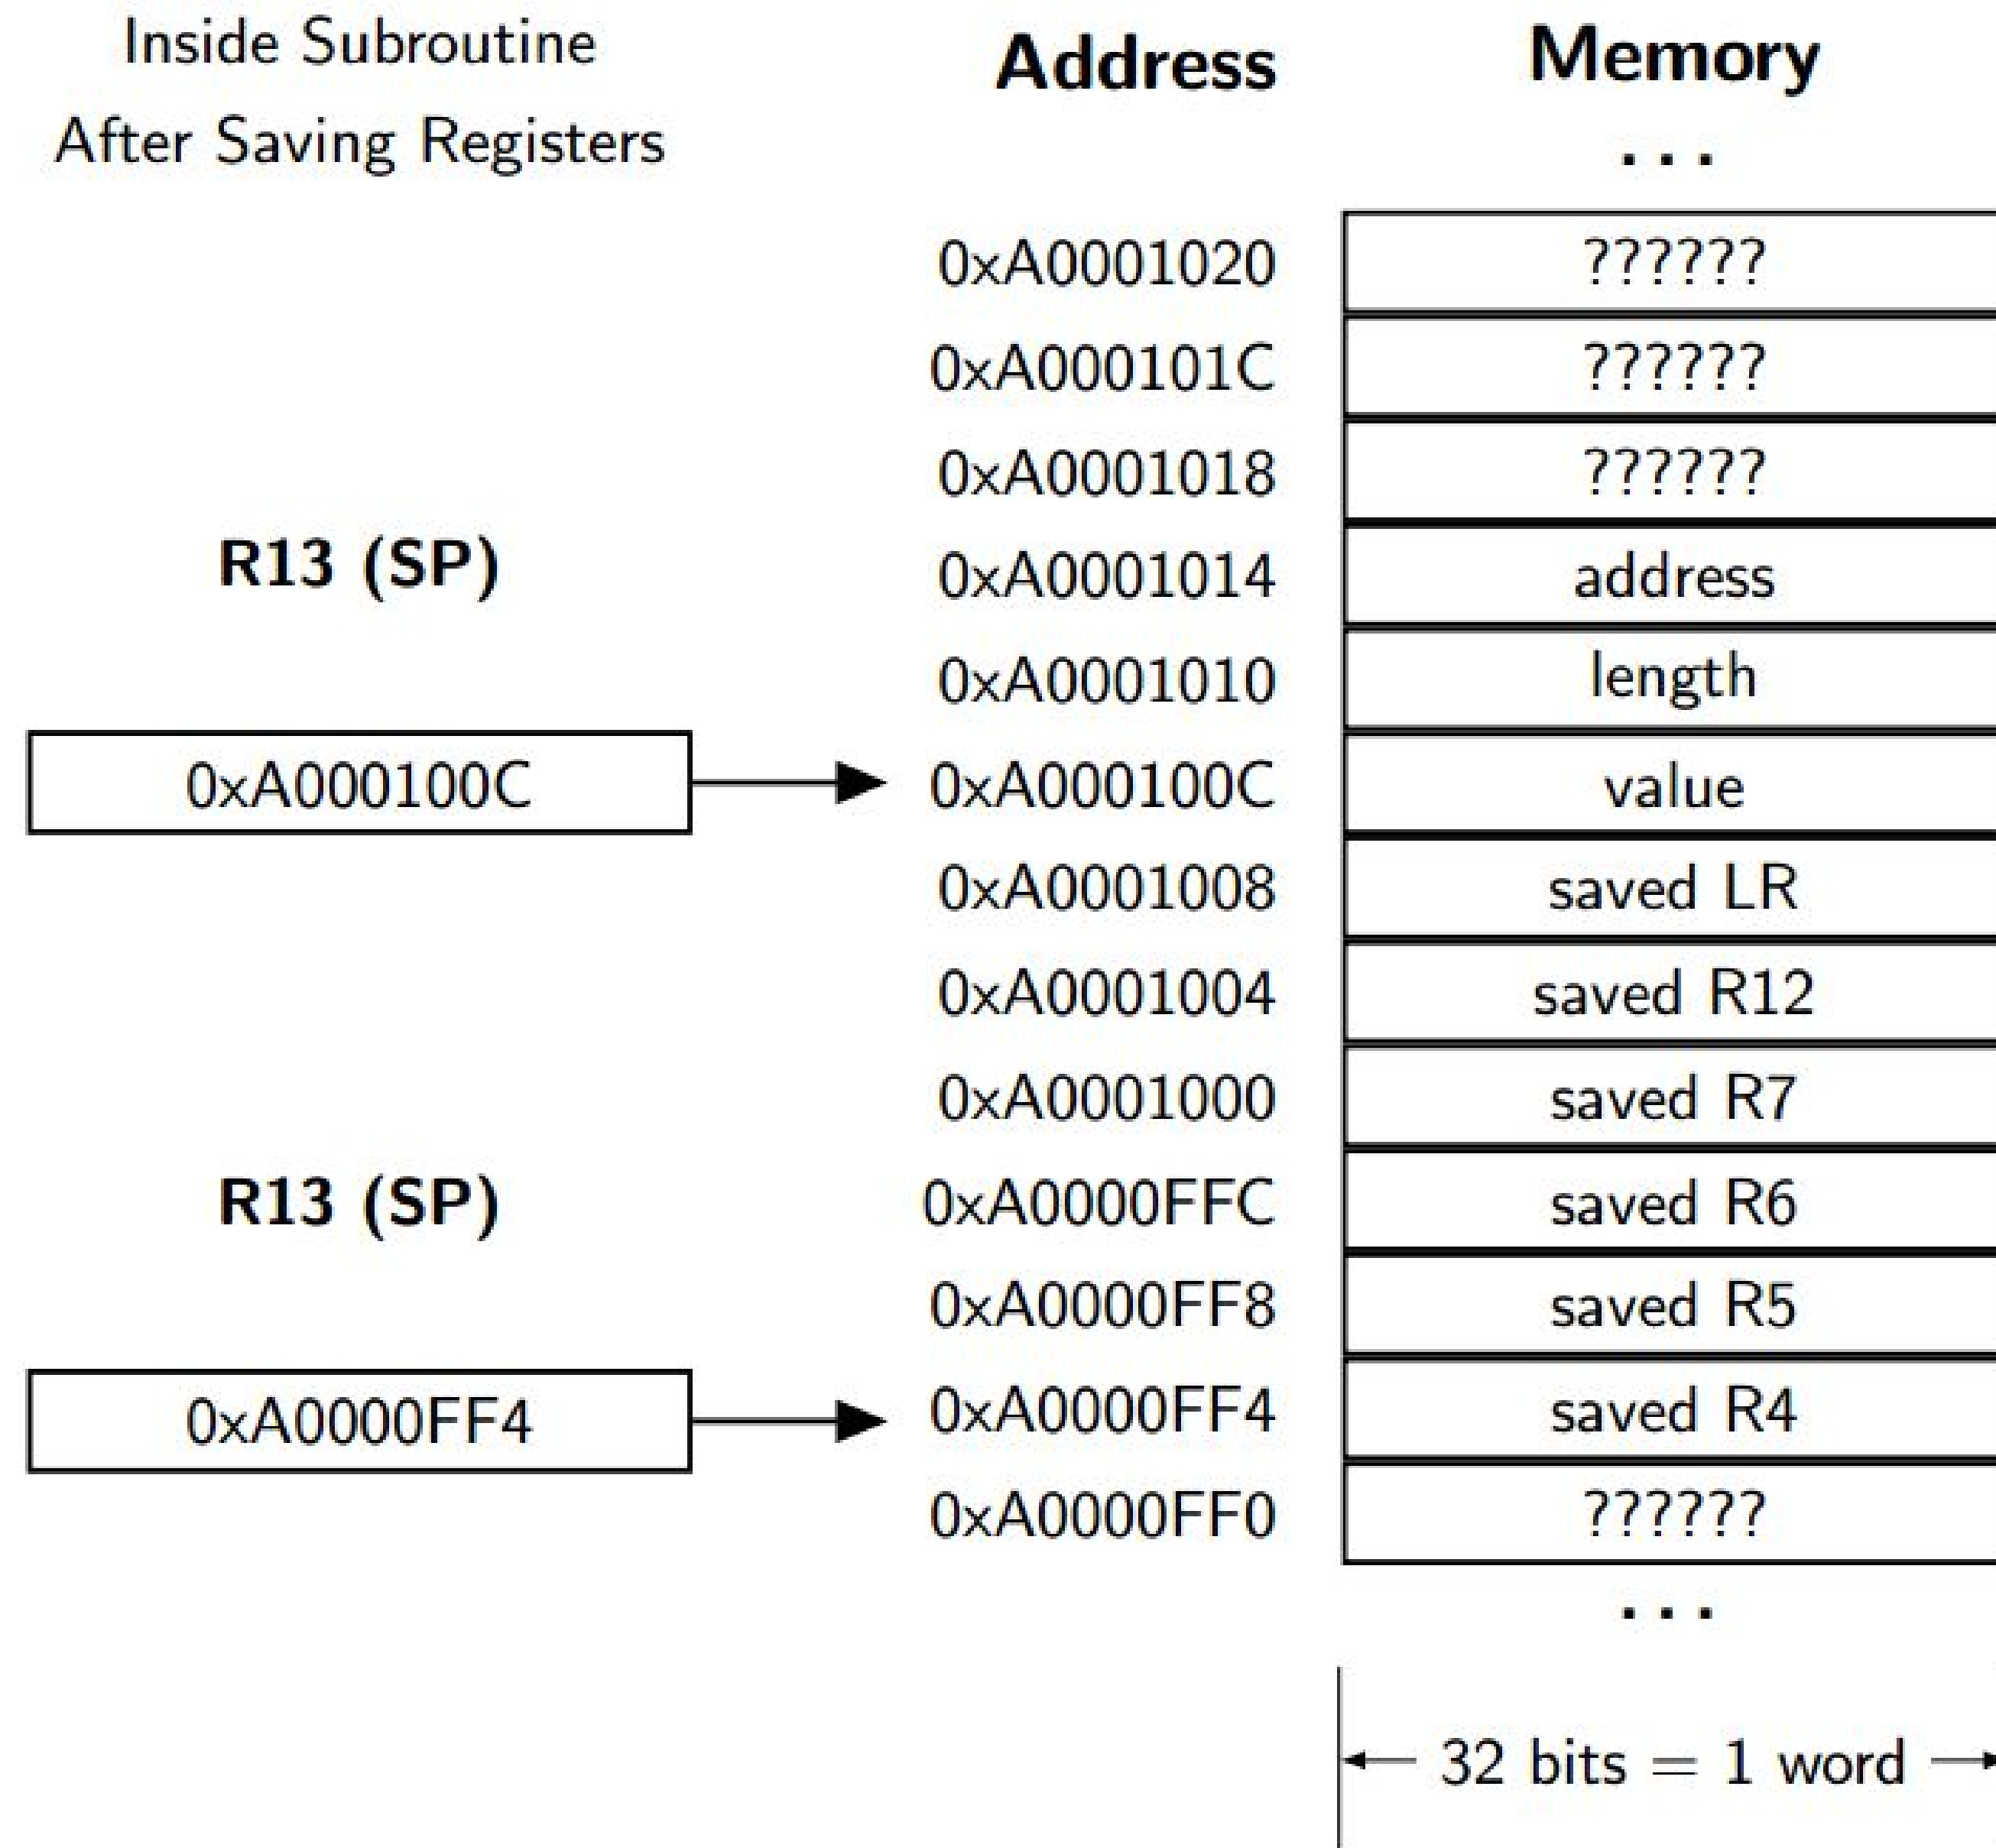 Inside Subroutine
After Saving Registers
Address Memory
...
0xA0001020 ??????
0xA000101C ??????
0xA0001018 ??????
R13 (SP)
0xA0001014 address
0xA0001010 length
0xA000100C 0xA000100C value
0xA0001008 saved LR
0xA0001004 saved R12
0xA0001000 saved R7
R13 (SP)
0xA0000FFC saved R6
0xA0000FF8 saved R5
0xA0000FF4 0xA0000FF4 saved R4
0xA0000FF0 ??????
...
32 bits = 1 word